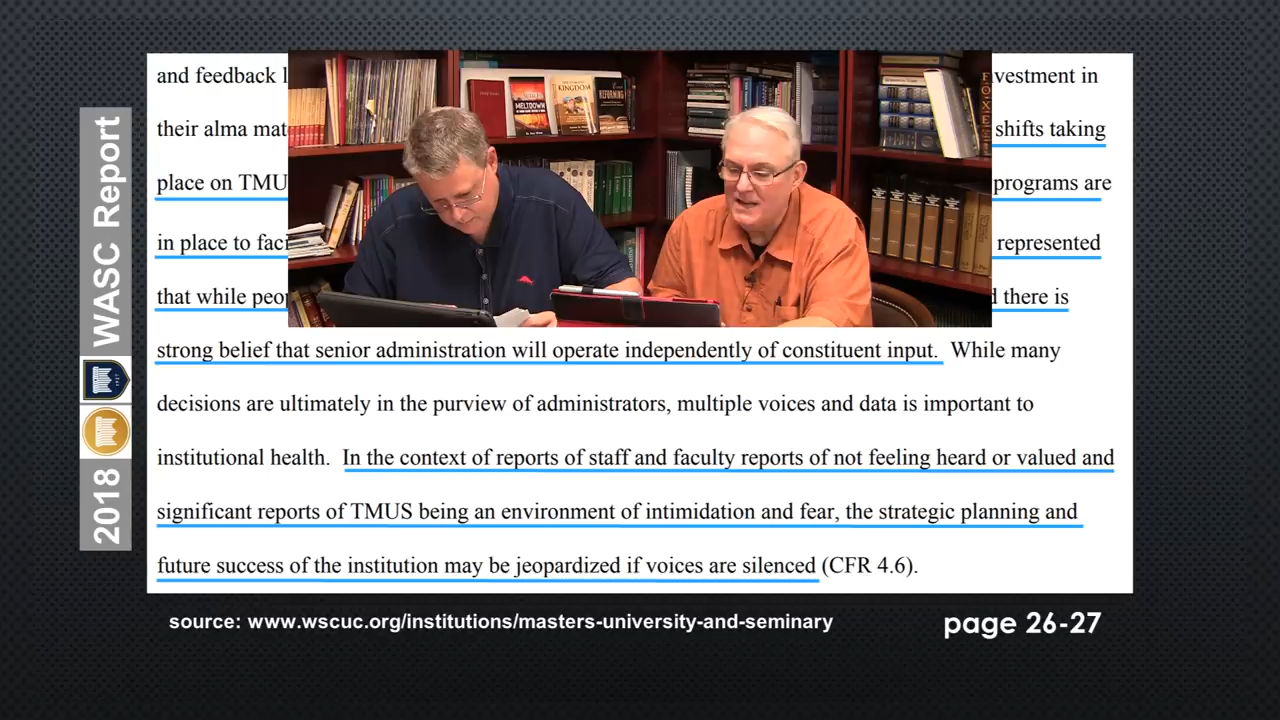 and feedback l
vestment in
their alma mat
shifts taking
place on TMU
programs are
in place to faci
represented
that while peop
d there is
strong belief that senior administration will operate independently of constituent input. While many
decisions are ultimately in the purview of administrators, multiple voices and data is important to
institutional health. In the context of reports of staff and faculty reports of not feeling heard or valued and
significant reports of TMUS being an environment of intimidation and fear, the strategic planning and
future success of the institution may be jeopardized if voices are silenced (CFR 4.6).
2018
WASC Report
MELTDOWN
KINGDOM
REFORMING
FOXE
source: www.wscuc.org/institutions/masters-university-and-seminary
page 26-27